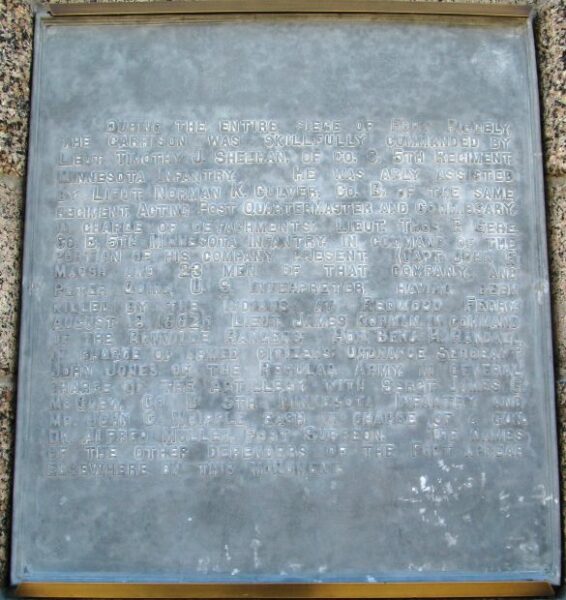 DURING THE ENTIRE SIEGE OF FORT RIDGELY
THE GARRISON WAS SKILLFULLY COMMANDED BY
LIEUT. TIMOTHY J. SHEEHAN, OF CO. C, 5TH REGIMENT
MINNESOTA INFANTRY. HE WAS ABLY ASSISTED
BY LIEUT NORMAN K. CULVER, CO. B, OF THE SAME
REGIMENT ACTING POST QUARTERMASTER AND COMMISSARY,
IN CHARGE OF DETACHMENTS; LIEUT THOS P. GERE
CO. B, 5TH MINNESOTA INFANTRY IN COMMAND OF THE
PORTION OF HIS COMPANY PRESENT (CAPT. JOHN S.
MARSH AND 23 MEN OF THAT COMPANY, AND
PETER QUINN, U. S. INTERPRETER HAVING BEEN
KILLED BY THE INDIANS AT REDWOOD FERRY
AUGUST 18, 1862); LIEUT JAMES GORMAN IN COMMAND
OF THE RENVILLE RANGERS; HON. BENJ. H. RANDALL,
IN CHARGE OF ARMED CITIZENS; ORDNANCE SERGEANT
JOHN JONES OF THE REGULAR ARMY IN GENERAL
CHARGE OF THE ARTILLERY WITH SERGT JAMES G.
MCGREW, CO. B, 5TH MINNESOTA INFANTRY AND
MR. JOHN C. WHIPPLE EACH IN CHARGE OF A GUN;
DR. ALFRED MULLER, POST SURGEON. THE NAMES
OF THE OTHER DEFENDERS OF THE FORT APPEAR
ELSEWHERE ON THIS MONUMENT.